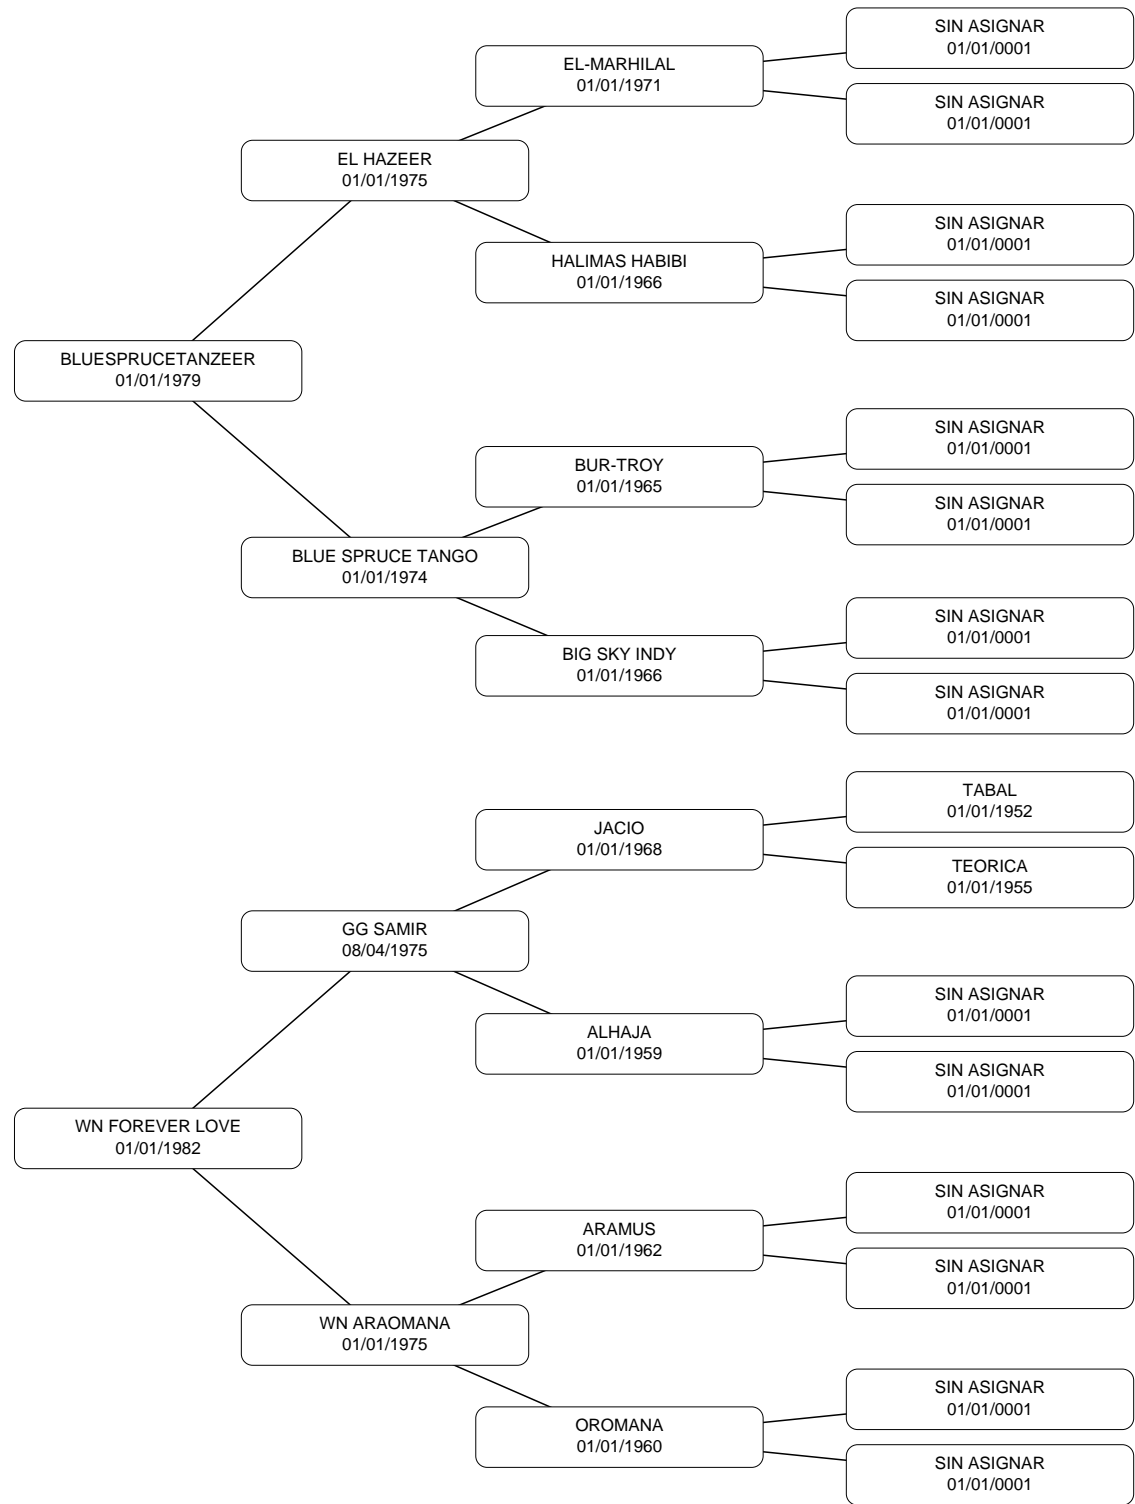 SIN ASIGNAR
01/01/0001
EL-MARHILAL
01/01/1971
SIN ASIGNAR
01/01/0001
EL HAZEER
01/01/1975
SIN ASIGNAR
01/01/0001
HALIMAS HABIBI
01/01/1966
SIN ASIGNAR
01/01/0001
BLUESPRUCETANZEER
01/01/1979
SIN ASIGNAR
01/01/0001
BUR-TROY
01/01/1965
SIN ASIGNAR
01/01/0001
BLUE SPRUCE TANGO
01/01/1974
SIN ASIGNAR
01/01/0001
BIG SKY INDY
01/01/1966
SIN ASIGNAR
01/01/0001
TABAL
01/01/1952
JACIO
01/01/1968
TEORICA
01/01/1955
GG SAMIR
08/04/1975
SIN ASIGNAR
01/01/0001
ALHAJA
01/01/1959
SIN ASIGNAR
01/01/0001
WN FOREVER LOVE
01/01/1982
SIN ASIGNAR
01/01/0001
ARAMUS
01/01/1962
SIN ASIGNAR
01/01/0001
WN ARAOMANA
01/01/1975
SIN ASIGNAR
01/01/0001
OROMANA
01/01/1960
SIN ASIGNAR
01/01/0001